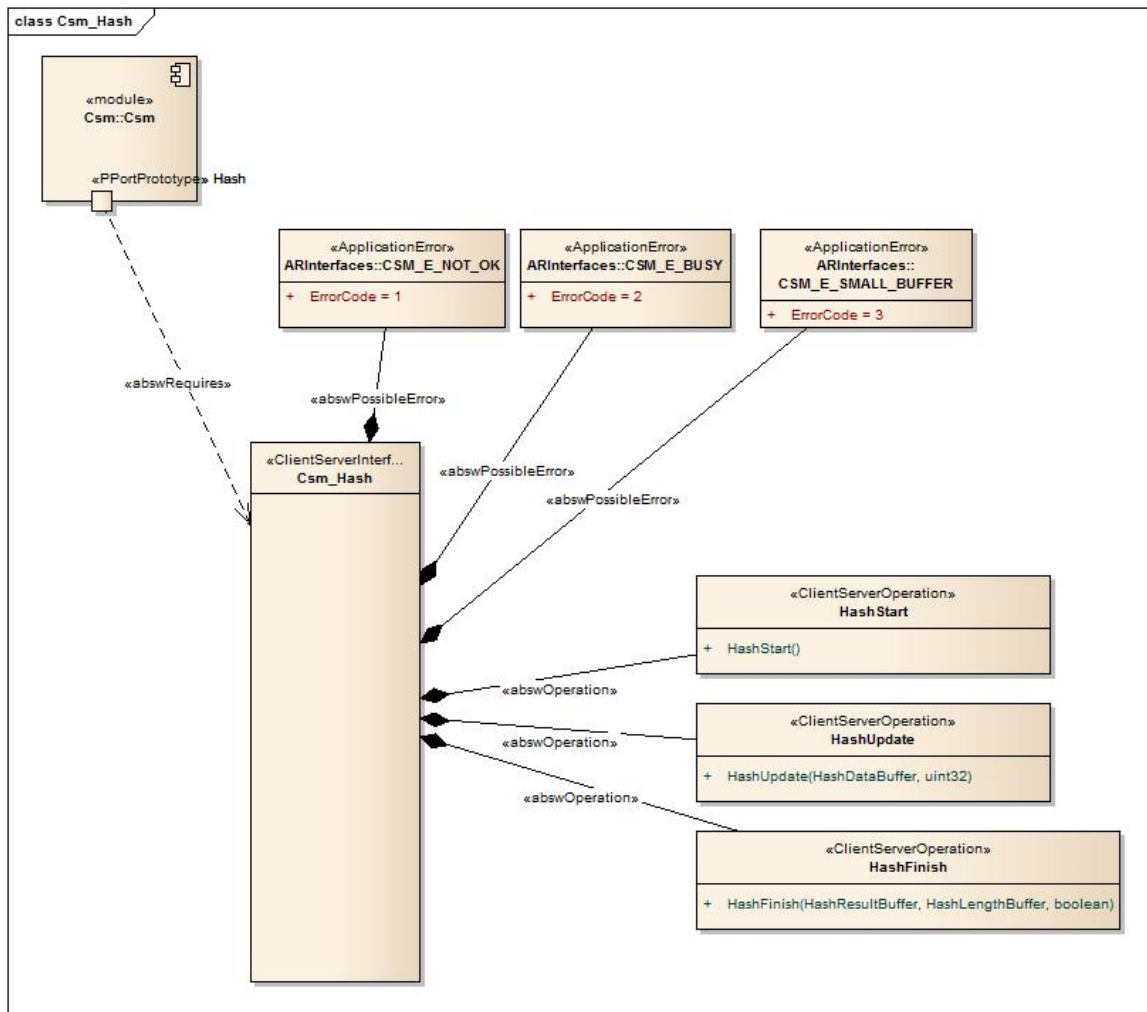 class Csm_Hash
«module»
Csm::Csm
«PPortPrototype» Hash
«ApplicationError»
ARInterfaces::CSM_E_NOT_OK
+ ErrorCode = 1
«ApplicationError»
ARInterfaces::CSM_E_BUSY
+ ErrorCode = 2
«ApplicationError»
ARInterfaces::
CSM_E_SMALL_BUFFER
+ ErrorCode = 3
«abswRequires»
«abswPossibleError»
«abswPossibleError»
«abswPossibleError»
«ClientServerInterf...
Csm_Hash
«ClientServerOperation»
HashStart
+ HashStart()
«abswOperation»
«ClientServerOperation»
HashUpdate
+ HashUpdate(HashDataBuffer, uint32)
«abswOperation»
«abswOperation»
«ClientServerOperation»
HashFinish
+ HashFinish(HashResultBuffer, HashLengthBuffer, boolean)